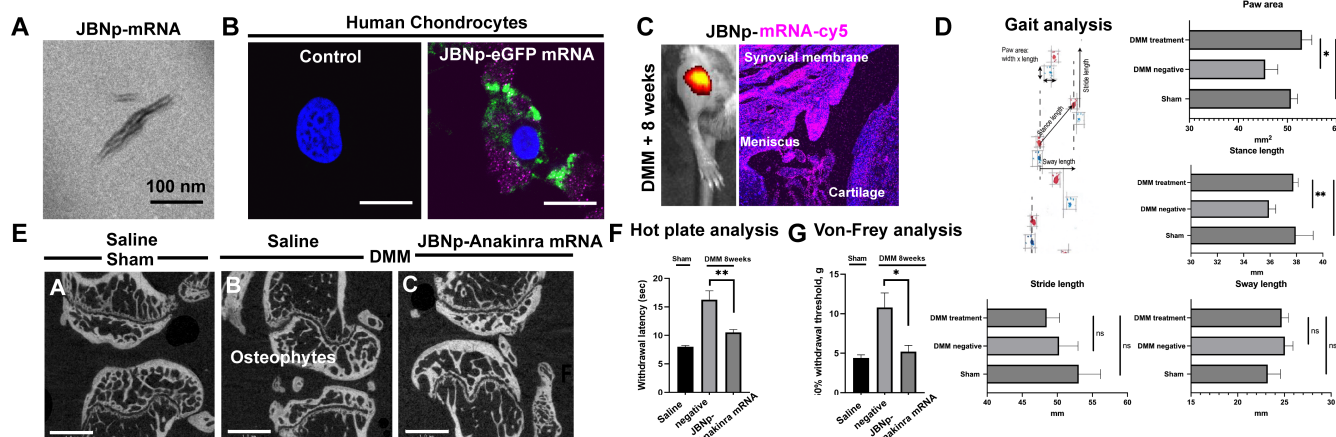 A
JBNp-mRNA
100 nm
B
Human Chondrocytes
Control
JBNp-eGFP mRNA
C
JBNp-mRNA-cy5
DMM + 8 weeks
Synovial membrane
Meniscus
Cartilage
D
Gait analysis
Paw area:
width x length
Stride length
Stance length
Sway length
Paw area
DMM treatment
DMM negative
Sham
*
30
40
50
mm²
Stance length
DMM treatment
DMM negative
Sham
**
30
32
34
36
38
40
mm
Stride length
DMM treatment
DMM negative
Sham
ns
ns
40
45
50
55
60
mm
Sway length
DMM treatment
DMM negative
Sham
ns
ns
15
20
25
30
mm
E
Saline
Sham
Saline
DMM
JBNp-Anakinra mRNA
A
B
Osteophytes
C
F
F
Hot plate analysis
Sham
DMM 8weeks
**
Withdrawal latency (sec)
20
15
10
5
0
Saline
negative
JBNp-
nakinra mRNA
G
Von-Frey analysis
Sham
DMM 8weeks
*
50% withdrawal threshold, g
15
10
5
0
Saline
negative
JBNp-
nakinra mRNA